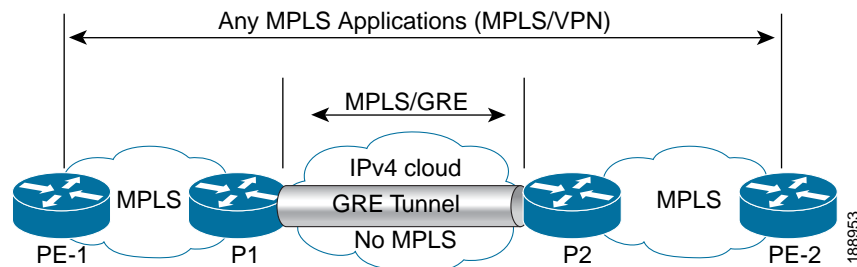 Any MPLS Applications (MPLS/VPN)
MPLS/GRE
IPv4 cloud
MPLS
GRE Tunnel
MPLS
No MPLS
PE-1
P1
P2
PE-2
188953